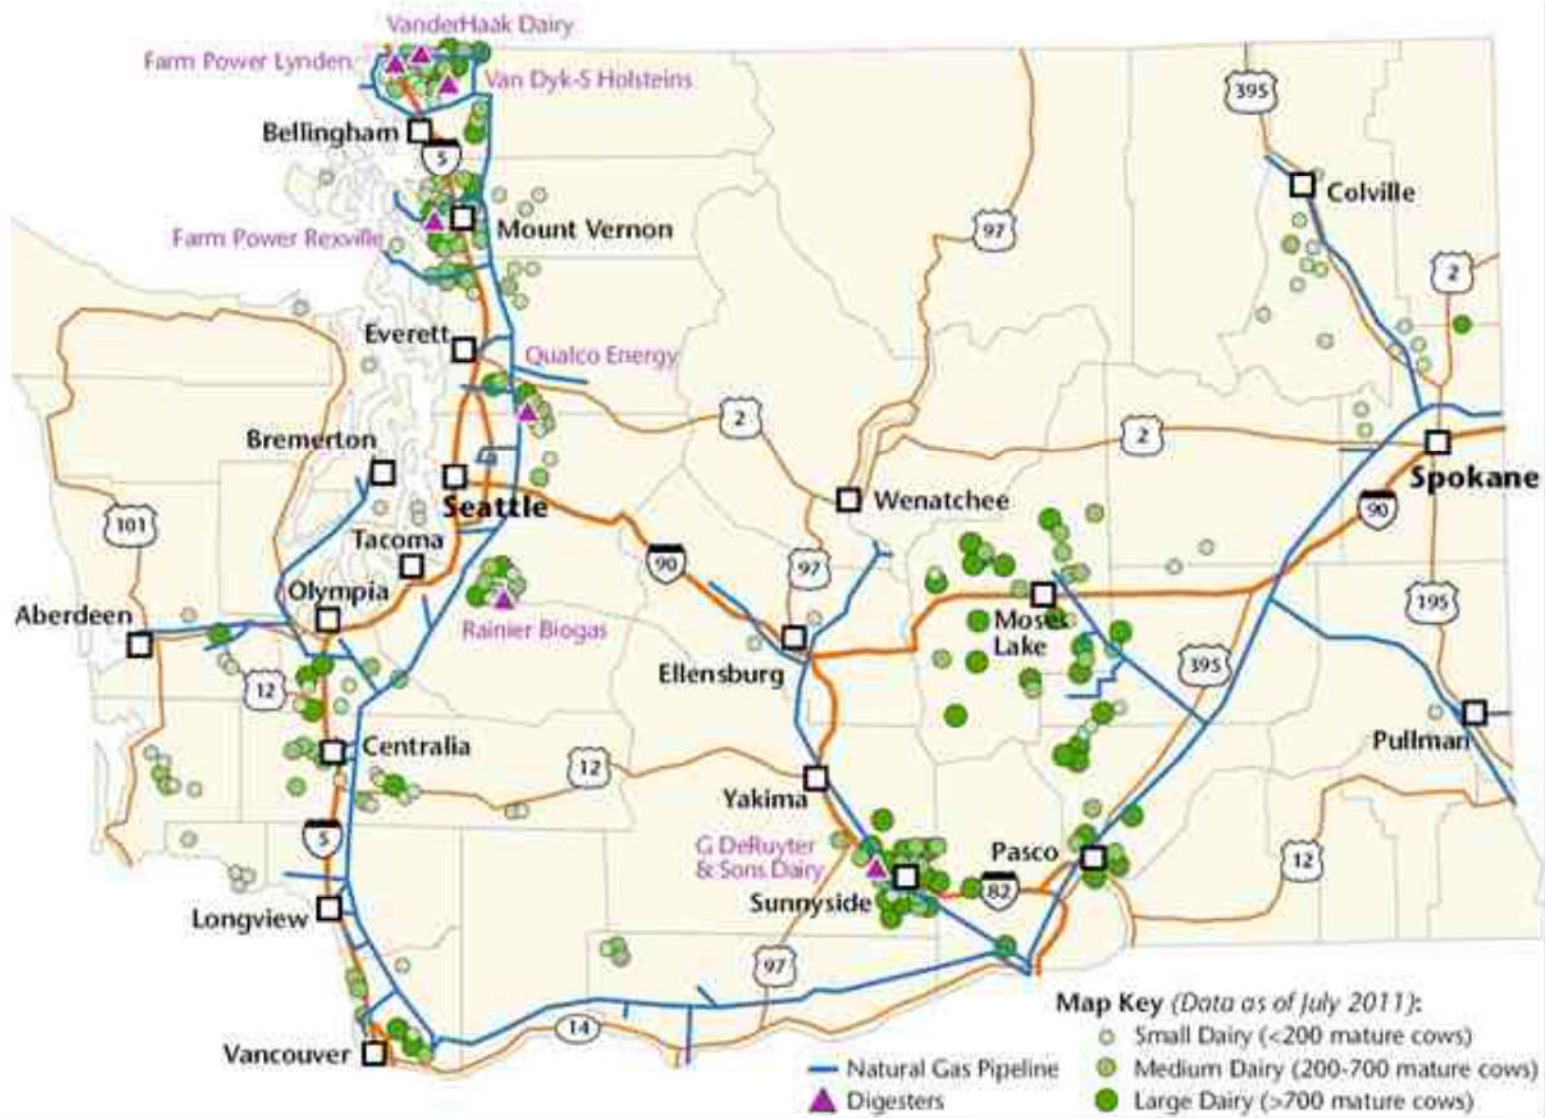 VanderHaak Dairy
Farm Power Lynden
Van Dyk-S Holsteins
395
Bellingham
5
Colville
Mount Vernon
97
Farm Power Rexville
2
Everett
Qualco Energy
2
2
Bremerton
Spokane
Seattle
Wenatchee
90
101
Tacoma
90
97
Olympia
195
Aberdeen
Rainier Biogas
Moses
Lake
Ellensburg
395
12
Pullman
Centralia
12
Yakima
5
G DeRuyter
& Sons Dairy
Pasco
12
82
Sunnyside
Longview
97
Map Key (Data as of July 2011):
14
Small Dairy (<200 mature cows)
Vancouver
Natural Gas Pipeline
Medium Dairy (200-700 mature cows)
Digesters
Large Dairy (>700 mature cows)